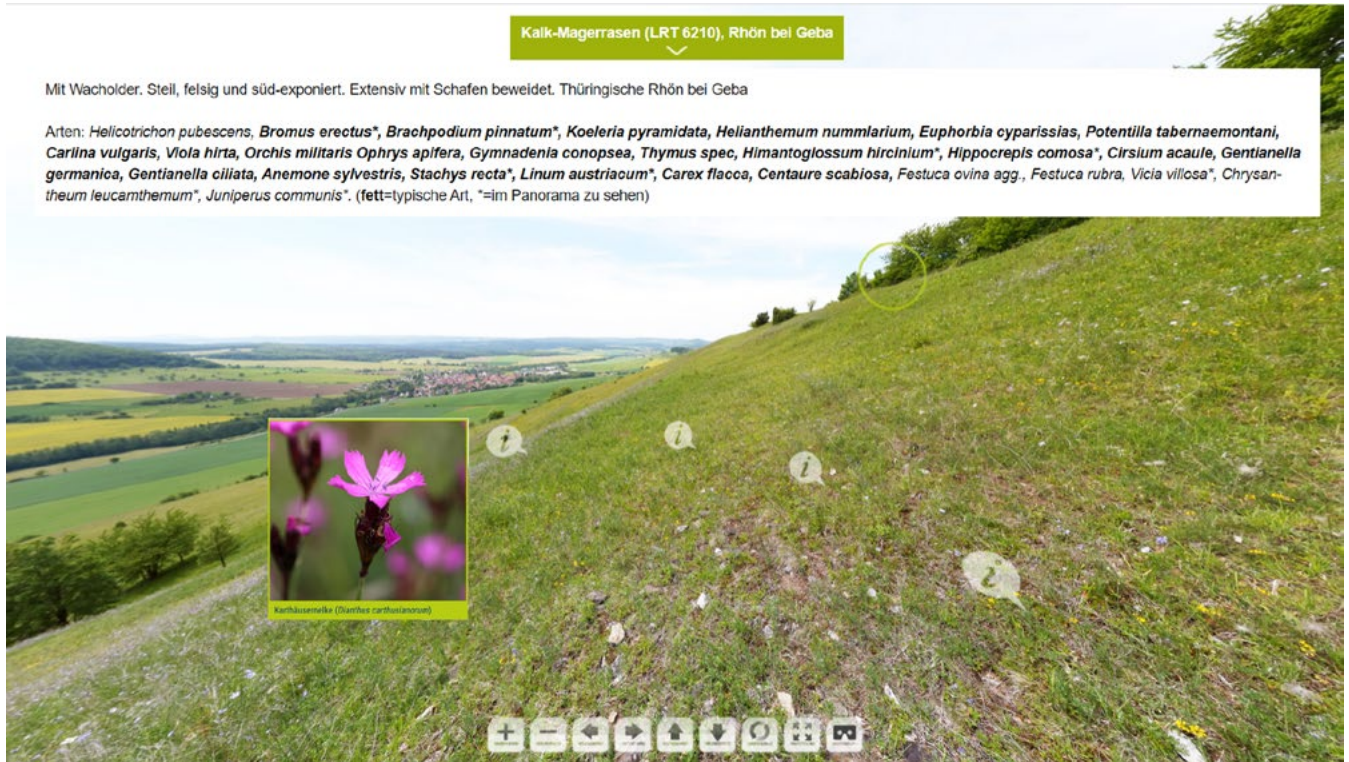 Kalk-Magerrasen (LRT 6210), Rhön bei Geba
Mit Wacholder. Steil, felsig und süd-exponiert. Extensiv mit Schafen beweidet. Thüringische Rhön bei Geba
Arten: Helicotrichon pubescens, Bromus erectus*, Brachpodium pinnatum*, Koeleria pyramidata, Helianthemum nummlarium, Euphorbia cyparissias, Potentilla tabernaemontani,
Carlina vulgaris, Viola hirta, Orchis militaris Ophrys apifera, Gymnadenia conopsea, Thymus spec, Himantoglossum hircinium*, Hippocrepis comosa*, Cirsium acaule, Gentianella
germanica, Gentianella ciliata, Anemone sylvestris, Stachys recta*, Linum austriacum*, Carex flacca, Centaure scabiosa, Festuca ovina agg., Festuca rubra, Vicia villosa*, Chrysan-
theum leucamthemum*, Juniperus communis*. (fett=typische Art, *=im Panorama zu sehen)
i
i
i
i
Karthäusernelke (Dianthus carthusianorum)